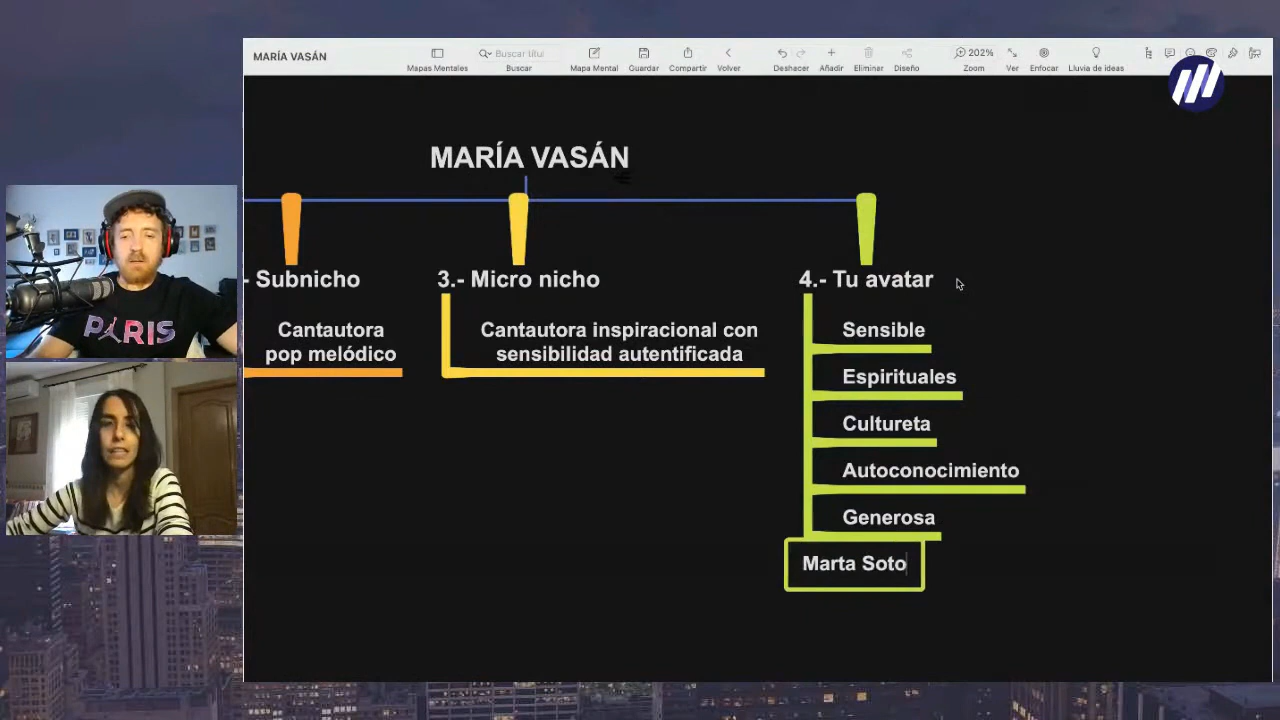 MARÍA VASÁN
Mapas Mentales
Buscar títul
Buscar
Mapa Mental
Guardar
Compartir
Volver
Deshacer
Añadir
Eliminar
Diseño
202%
Zoom
Ver
Enfocar
Lluvia de ideas
MARÍA VASÁN
- Subnicho
Cantautora
pop melódico
3.- Micro nicho
Cantautora inspiracional con
sensibilidad autentificada
4.- Tu avatar
Sensible
Espirituales
Cultureta
Autoconocimiento
Generosa
Marta Soto
PARIS